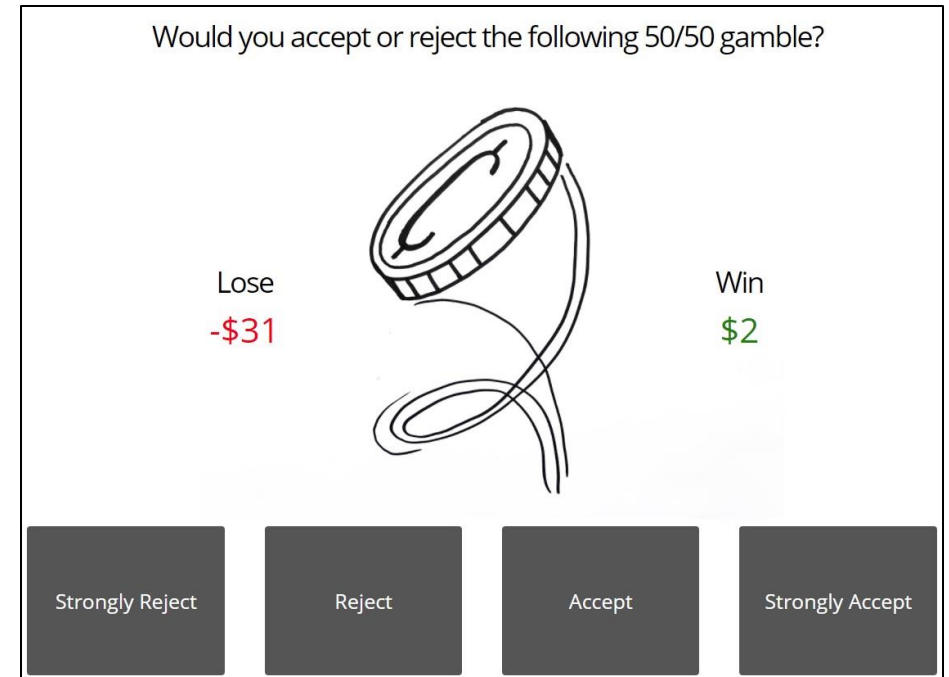 Would you accept or reject the following 50/50 gamble?
Lose
-$31
Win
$2
Strongly Reject
Reject
Accept
Strongly Accept